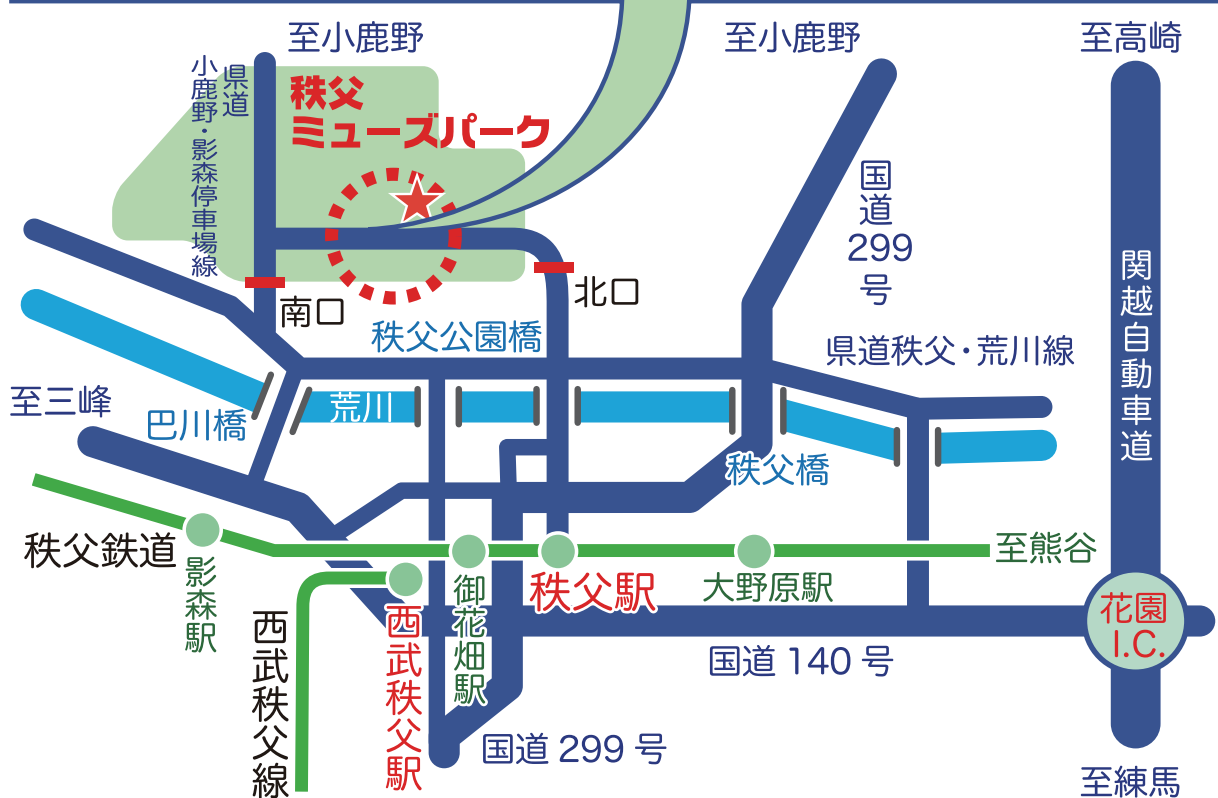 至小鹿野
至小鹿野
至高崎
県道
小鹿野・影森停車場線
秩父
ミューズパーク
国道299号
関越自動車道
南口
北口
秩父公園橋
県道秩父・荒川線
至三峰
巴川橋
荒川
秩父橋
秩父鉄道
影森駅
御花畑駅
秩父駅
大野原駅
至熊谷
西武秩父線
西武秩父駅
花園
I.C.
国道 140 号
国道 299 号
至練馬